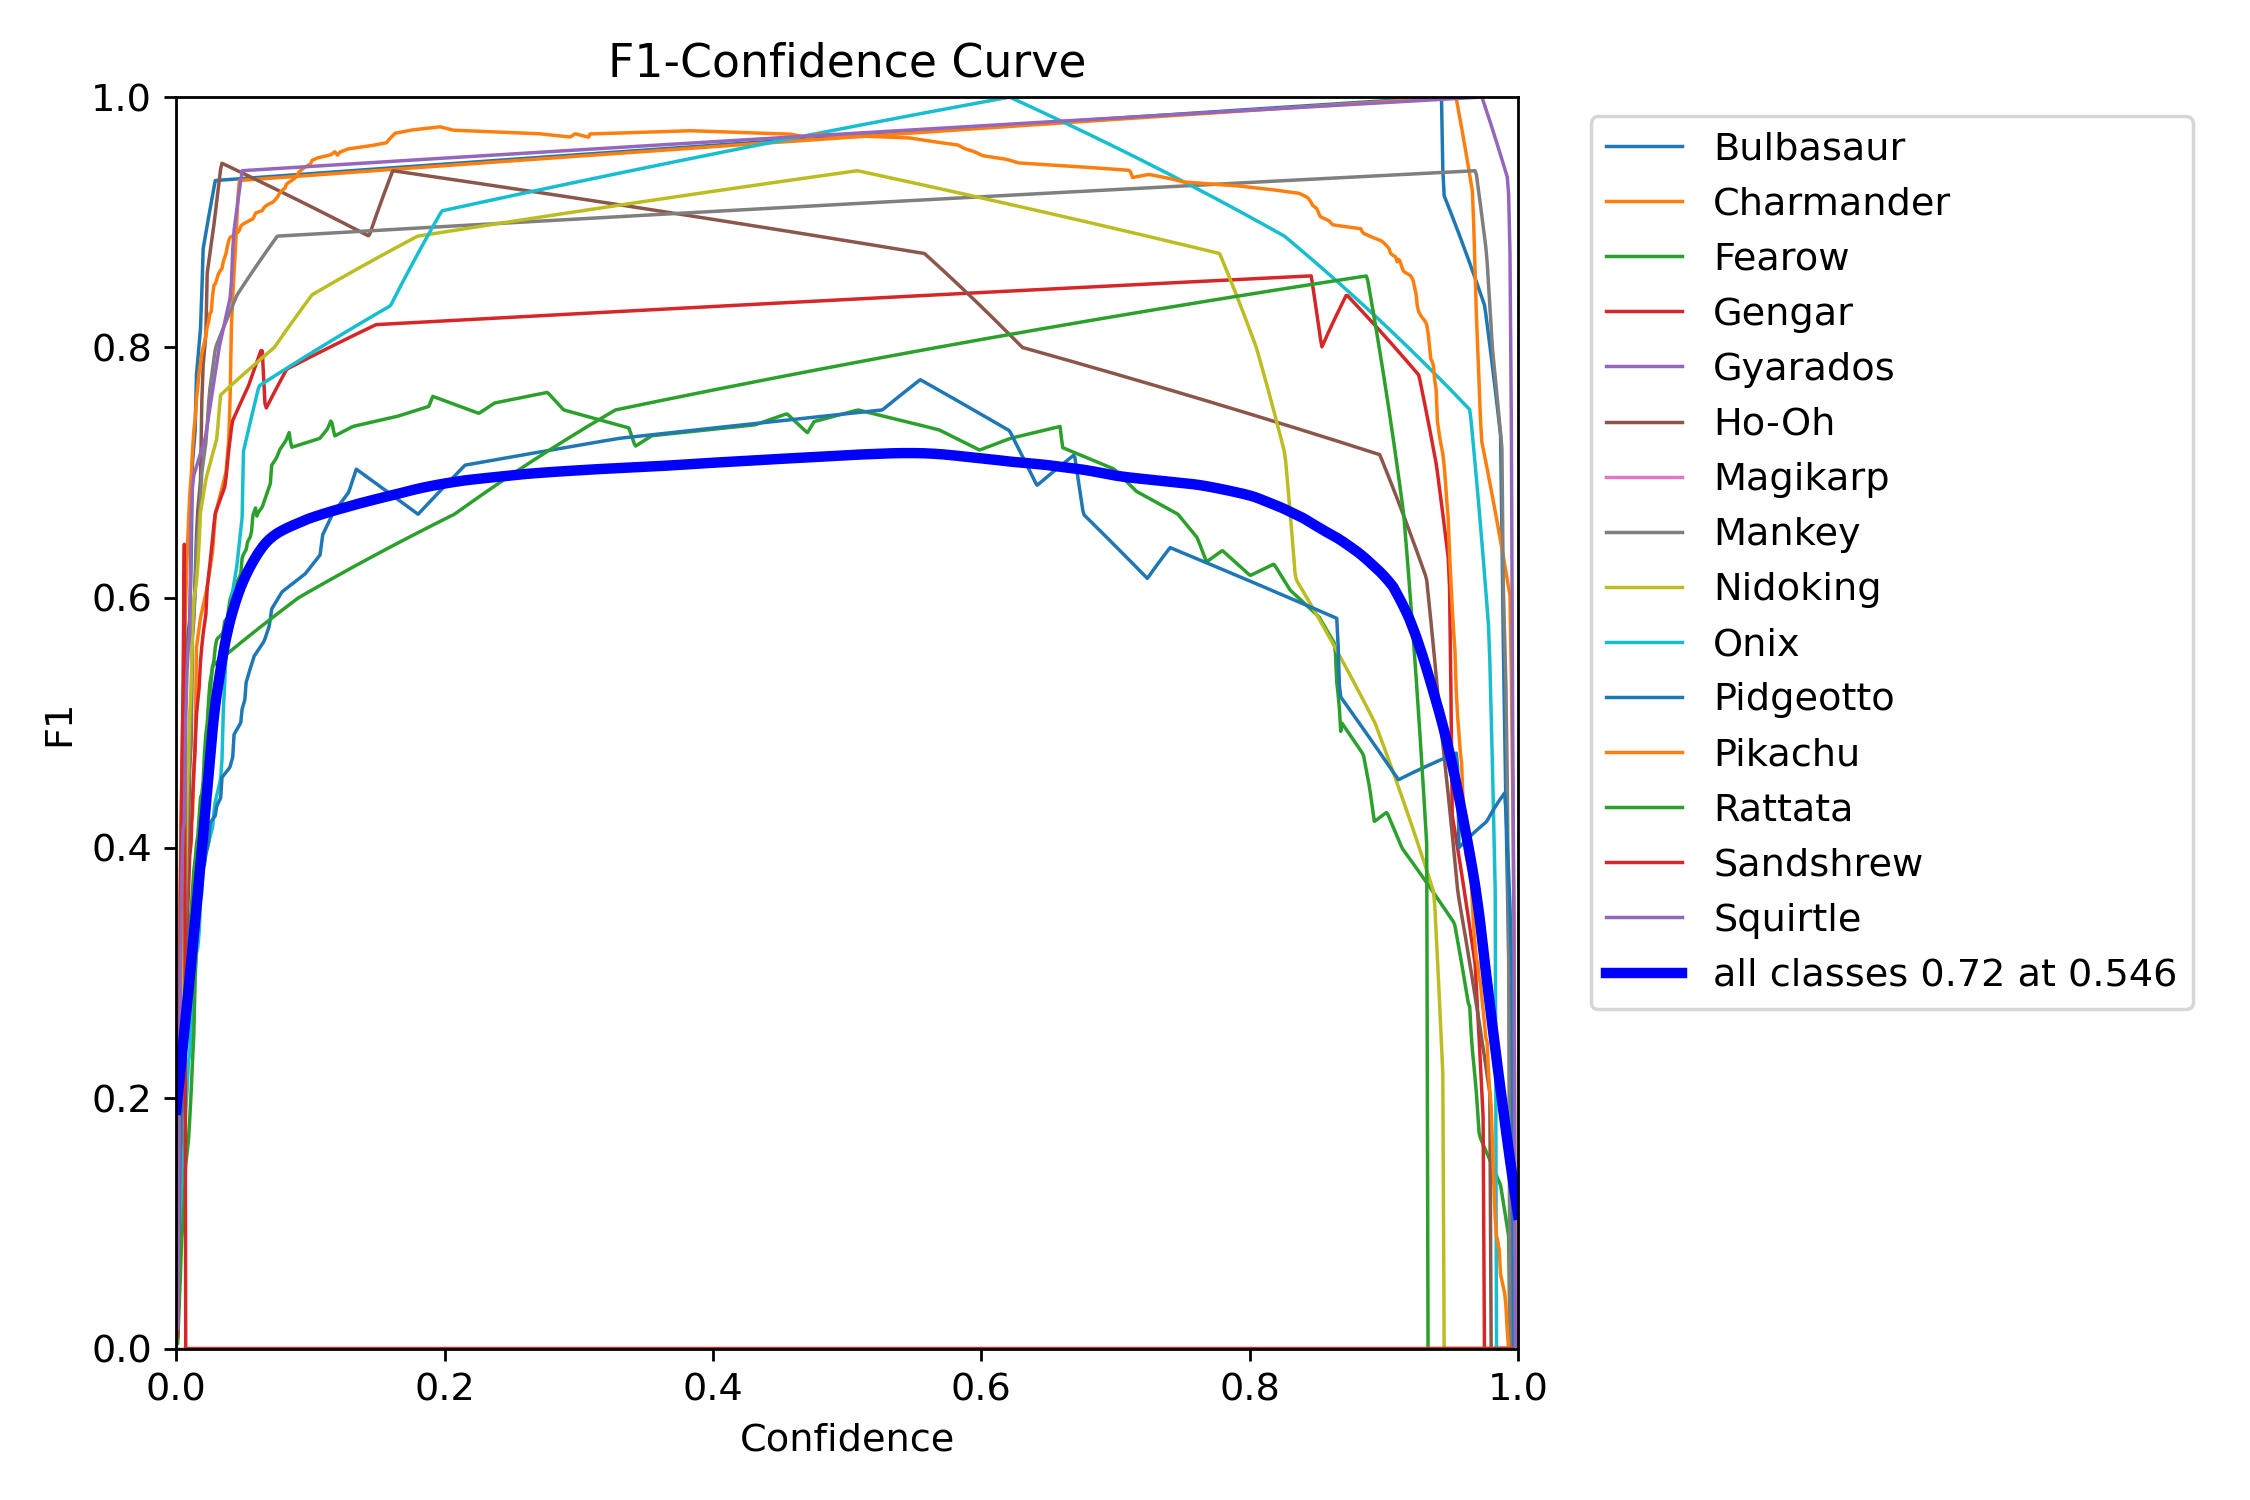 F1-Confidence Curve
1.0
0.8
0.6
0.4
0.2
0.0
F1
0.0 0.2 0.4 0.6 0.8 1.0
Confidence
Bulbasaur
Charmander
Fearow
Gengar
Gyarados
Ho-Oh
Magikarp
Mankey
Nidoking
Onix
Pidgeotto
Pikachu
Rattata
Sandshrew
Squirtle
all classes 0.72 at 0.546